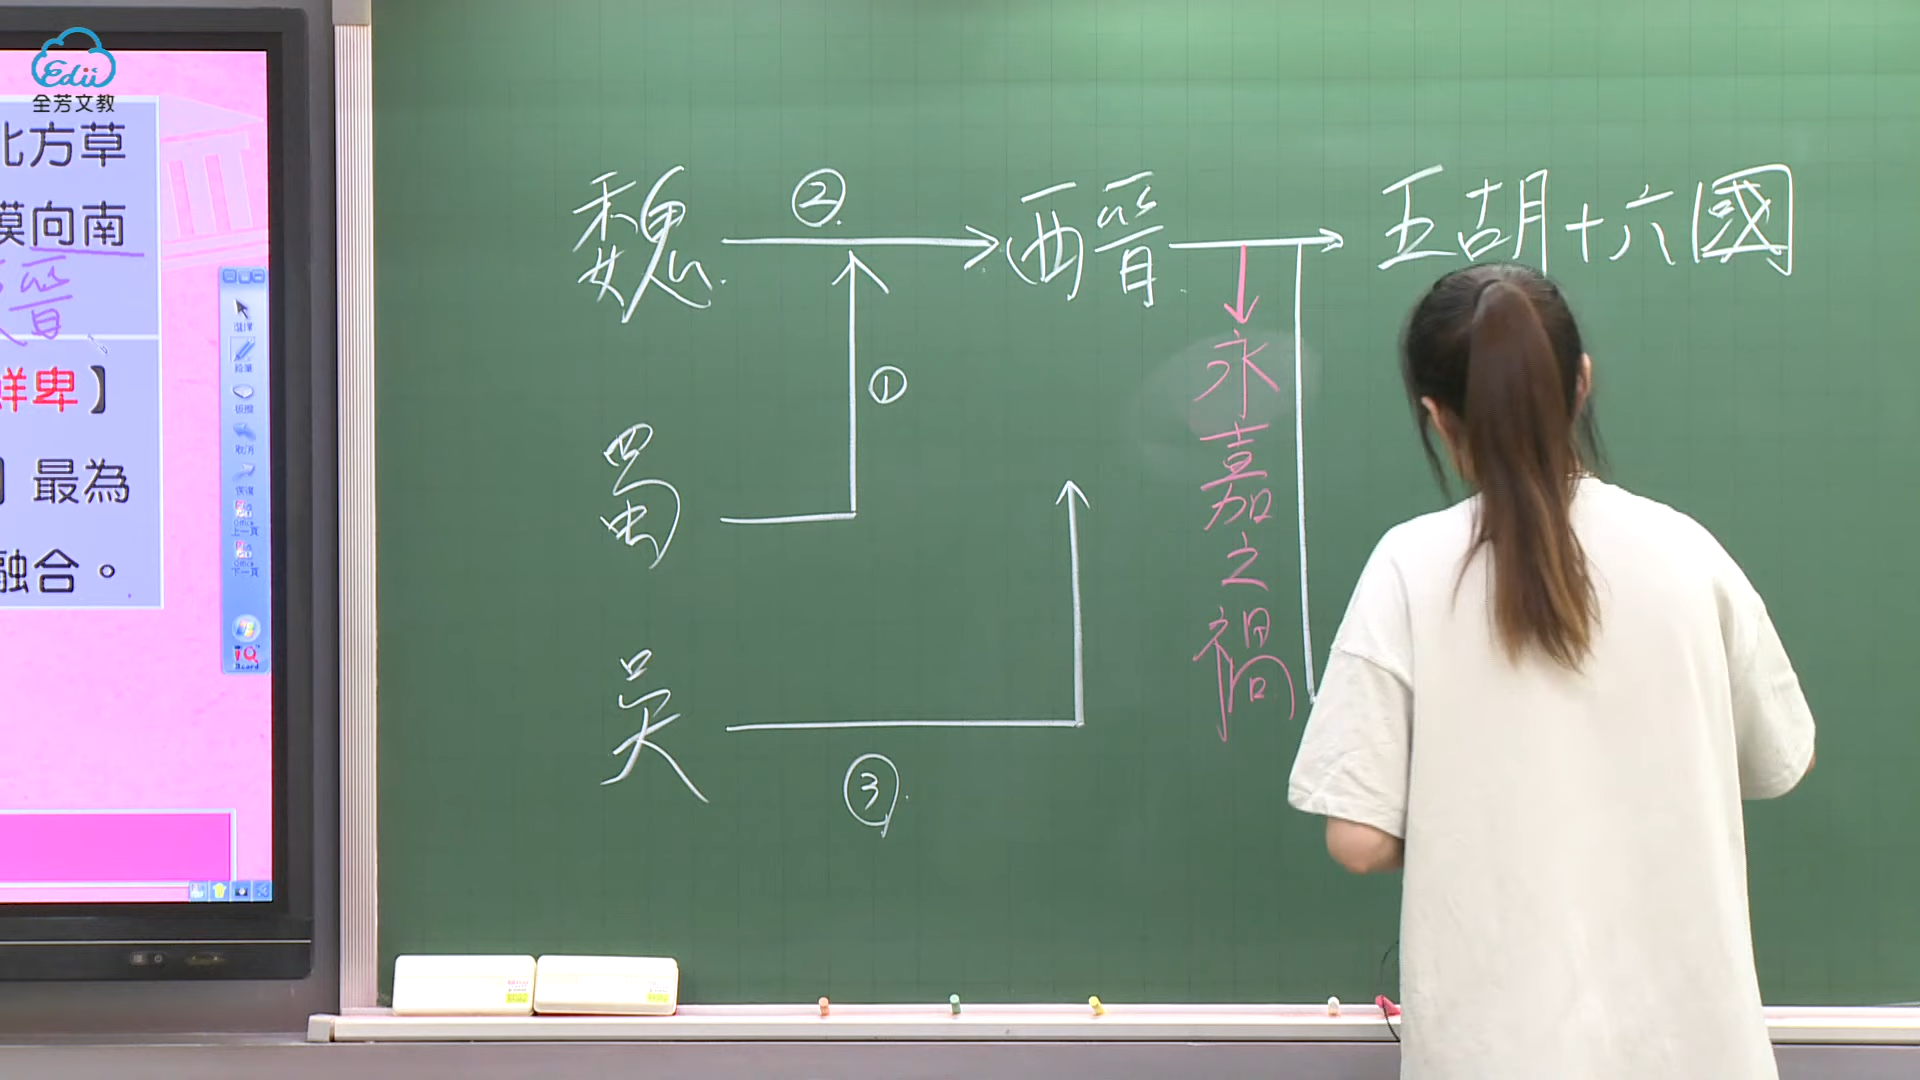 Edii
全芳文教
北方草
漠向南
晉
鮮卑】
】最為
融合。
魏
②
西晉
五胡十六國
①
蜀
永嘉之禍
吳
③